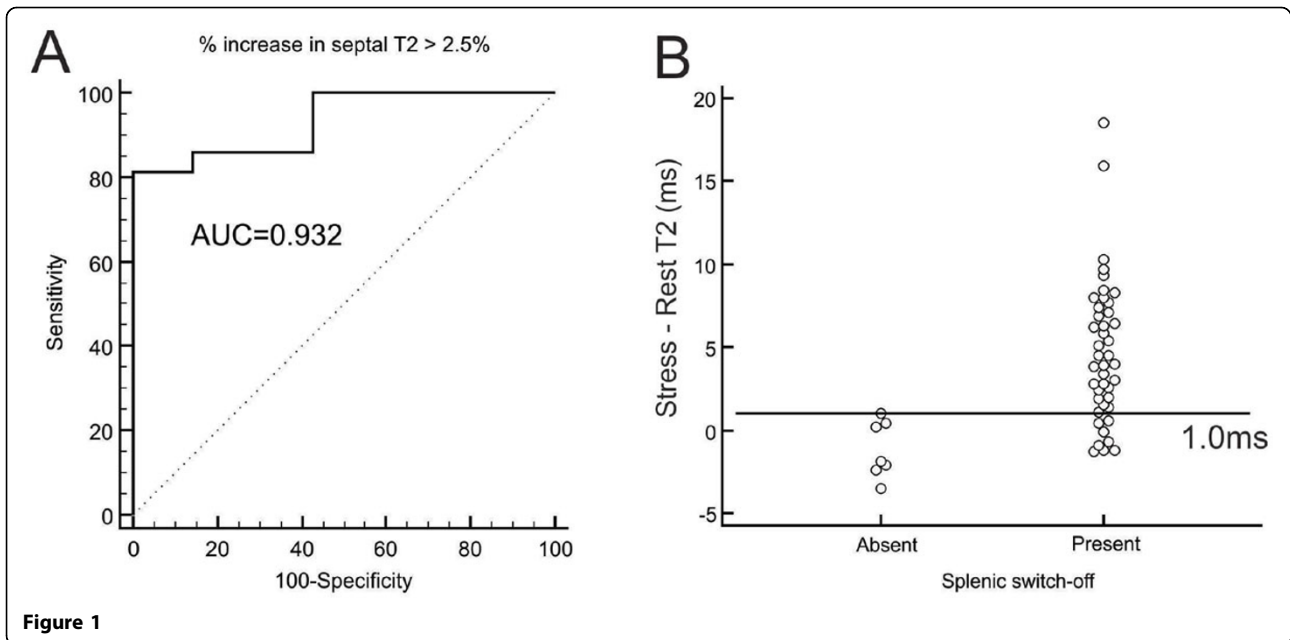 A
% increase in septal T2 > 2.5%
100
80
60
40
20
0
Sensitivity
AUC=0.932
0 20 40 60 80 100
100-Specificity
B
20
15
10
5
0
-5
Stress - Rest T2 (ms)
1.0ms
Absent Present
Splenic switch-off
Figure 1